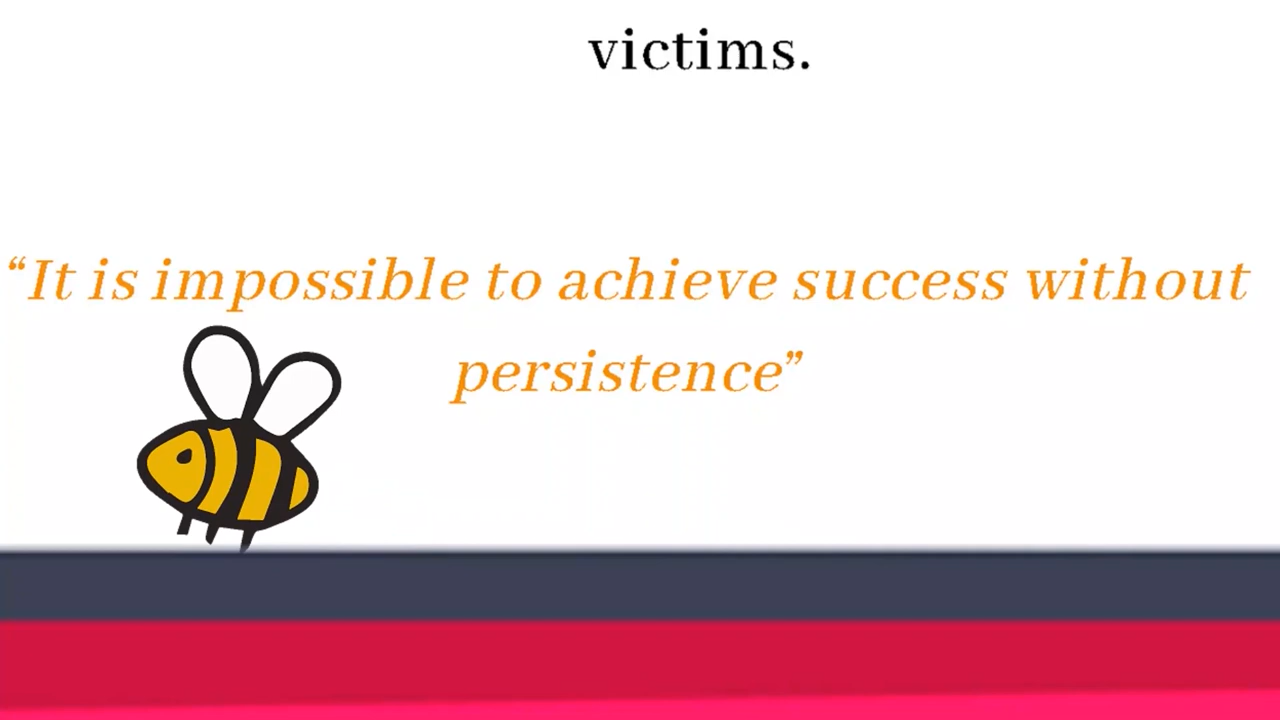 victims.
“It is impossible to achieve success without
persistence”